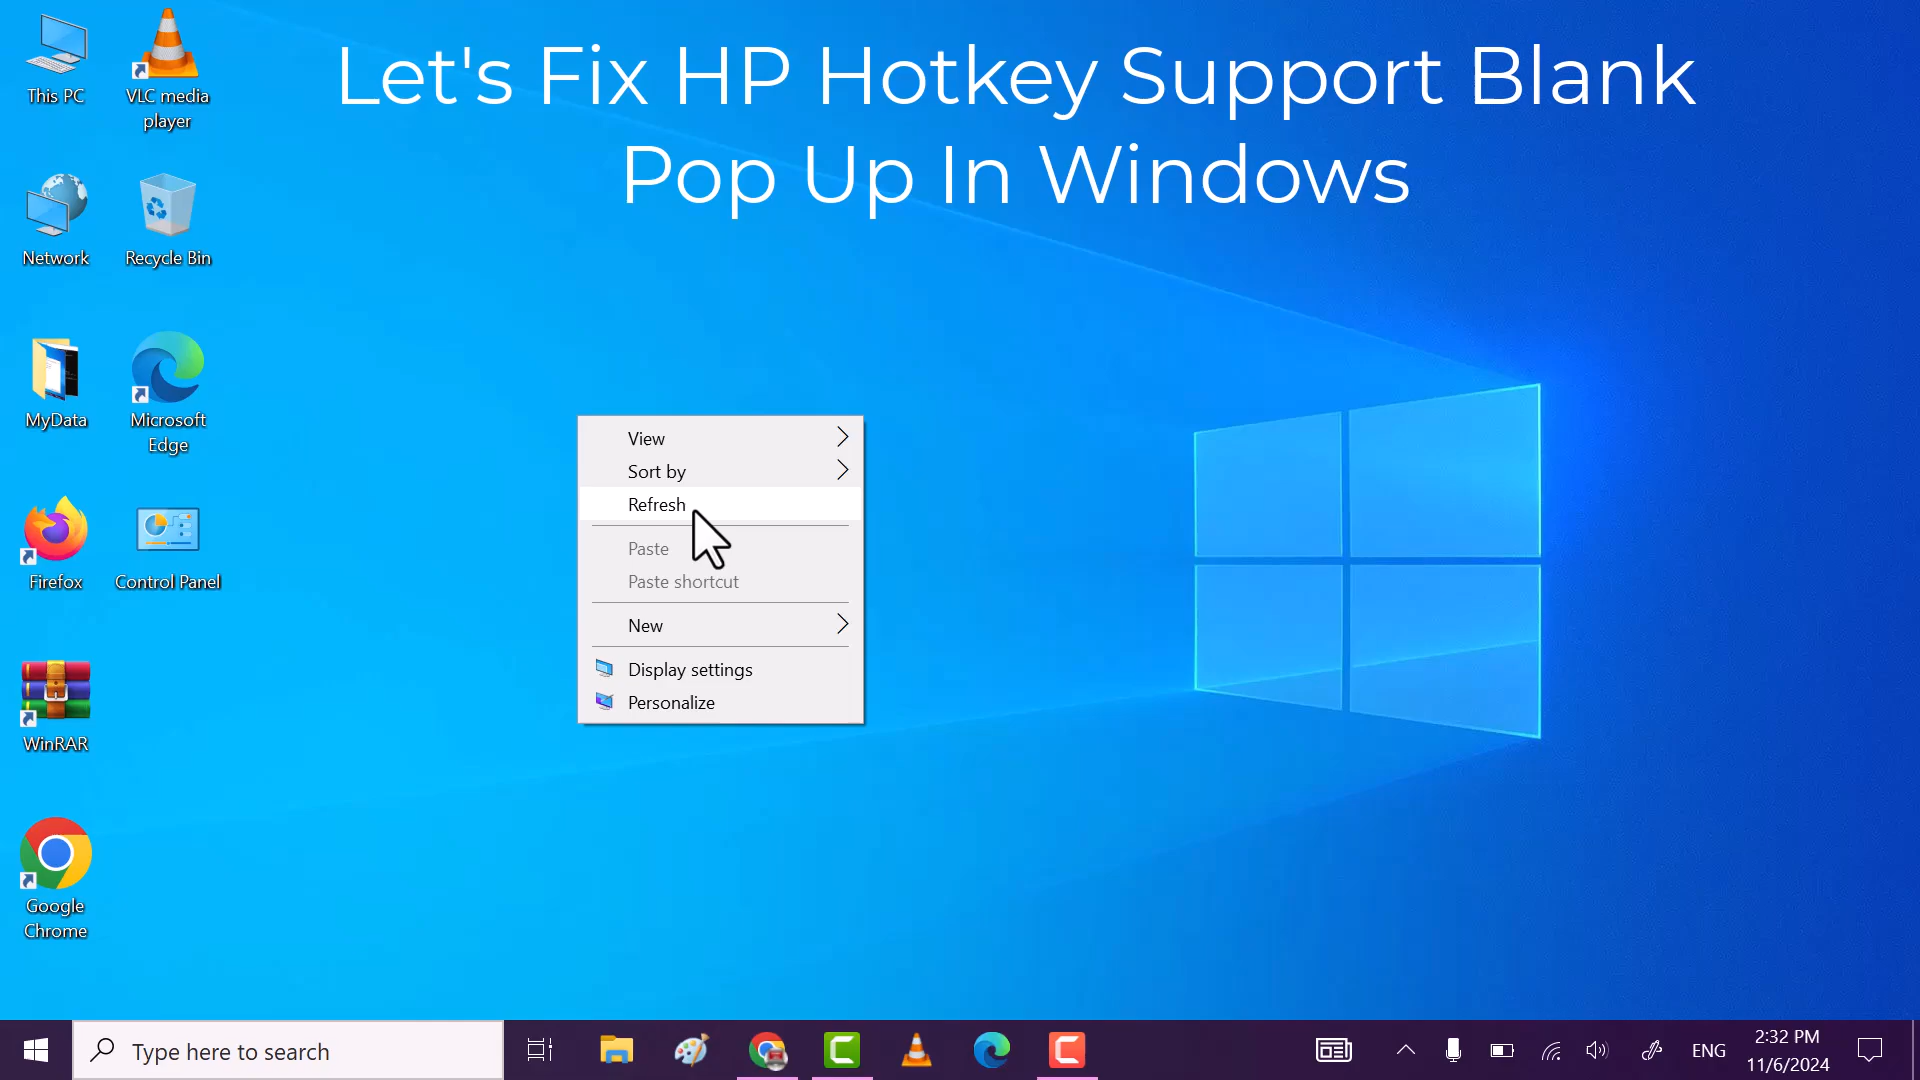 Let's Fix HP Hotkey Support Blank
Pop Up In Windows
This PC
VLC media
player
Network
Recycle Bin
MyData
Microsoft
Edge
Firefox
Control Panel
WinRAR
Google
Chrome
View
Sort by
Refresh
Paste
Paste shortcut
New
Display settings
Personalize
Type here to search
ENG
2:32 PM
11/6/2024